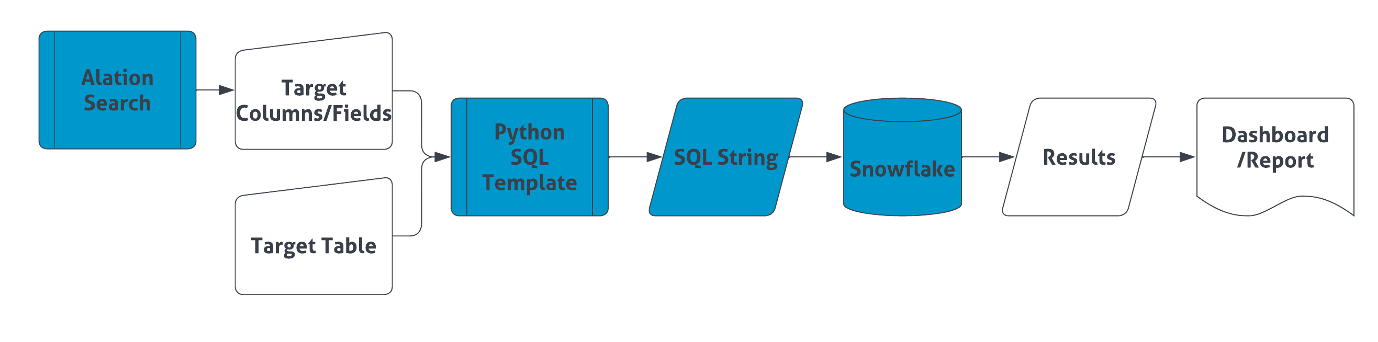 Alation
Search
Target
Columns/Fields
Target Table
Python
SQL
Template
SQL String
Snowflake
Results
Dashboard
/Report